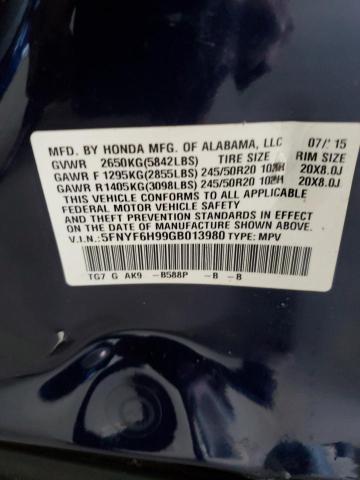 MFD. BY HONDA MFG. OF ALABAMA, LLC 07/15
GVWR 2650KG(5842LBS) TIRE SIZE RIM SIZE
GAWR F 1295KG(2855LBS) 245/50R20 102H 20X8.0J
GAWR R 1405KG(3098LBS) 245/50R20 102H 20X8.0J
THIS VEHICLE CONFORMS TO ALL APPLICABLE
FEDERAL MOTOR VEHICLE SAFETY AND
THEFT PREVENTION STANDARDS IN EFFECT
ON THE DATE OF MANUFACTURE SHOWN ABOVE.
V.I.N.:5FNYF6H99GB013980 TYPE: MPV
TG7 G AK9 -B588P -B -B